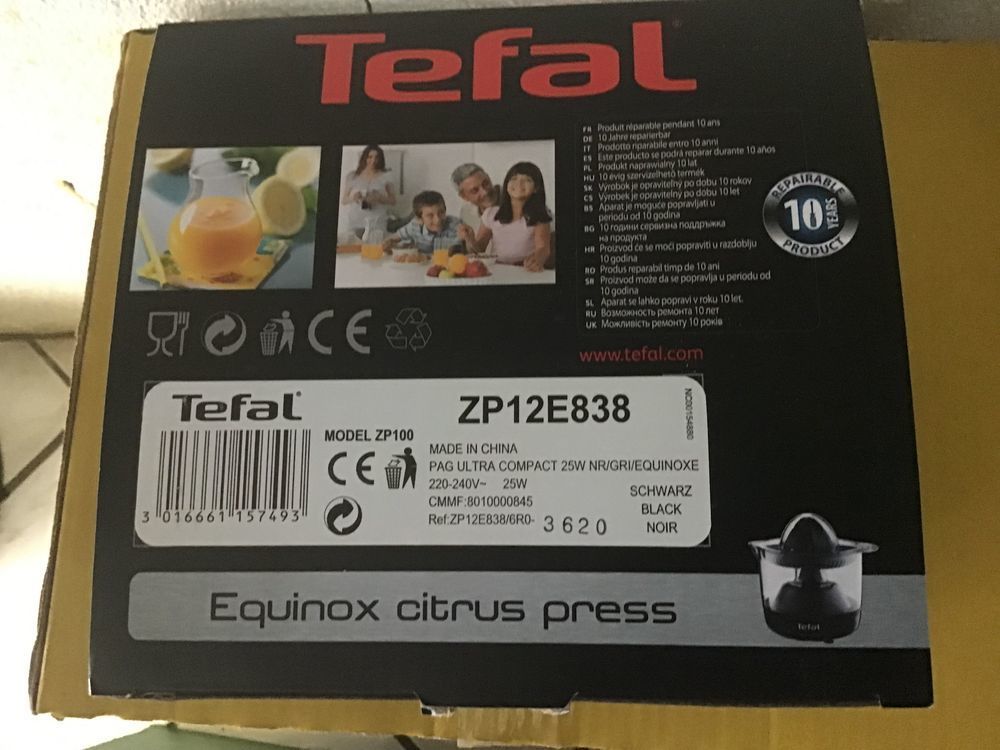 Tefal
FR Produit réparable pendant 10 ans
DE 10 Jahre reparierbar
IT Prodotto riparabile entro 10 anni
ES Este producto se podrá reparar durante 10 años
PL Produkt naprawialny 10 lat
HU 10 évig szervizelhető termék
SK Výrobok je opraviteľný po dobu 10 rokov
CS Výrobek je opravitelný po dobu 10 let
BS Aparat je moguće popravljati u
periodu od 10 godina
BG 10 години сервизна поддръжка
на продукта
HR Proizvod će se moći popraviti u razdoblju
10 godina
RO Produs reparabil timp de 10 ani
SR Proizvod može da se popravlja u periodu od
10 godina
SL Aparat se lahko popravi v roku 10 let.
RU Возможность ремонта 10 лет
UK Можливість ремонту 10 років
REPAIRABLE
10 YEARS
PRODUCT
www.tefal.com
CE
Tefal
ZP12E838
NC00154880
MODEL ZP100
CE
MADE IN CHINA
PAG ULTRA COMPACT 25W NR/GRI/EQUINOXE
220-240V~ 25W
CMMF:8010000845
Ref:ZP12E838/6R0- 3620
SCHWARZ
BLACK
NOIR
3 016661 157493
Equinox citrus press
Tefal